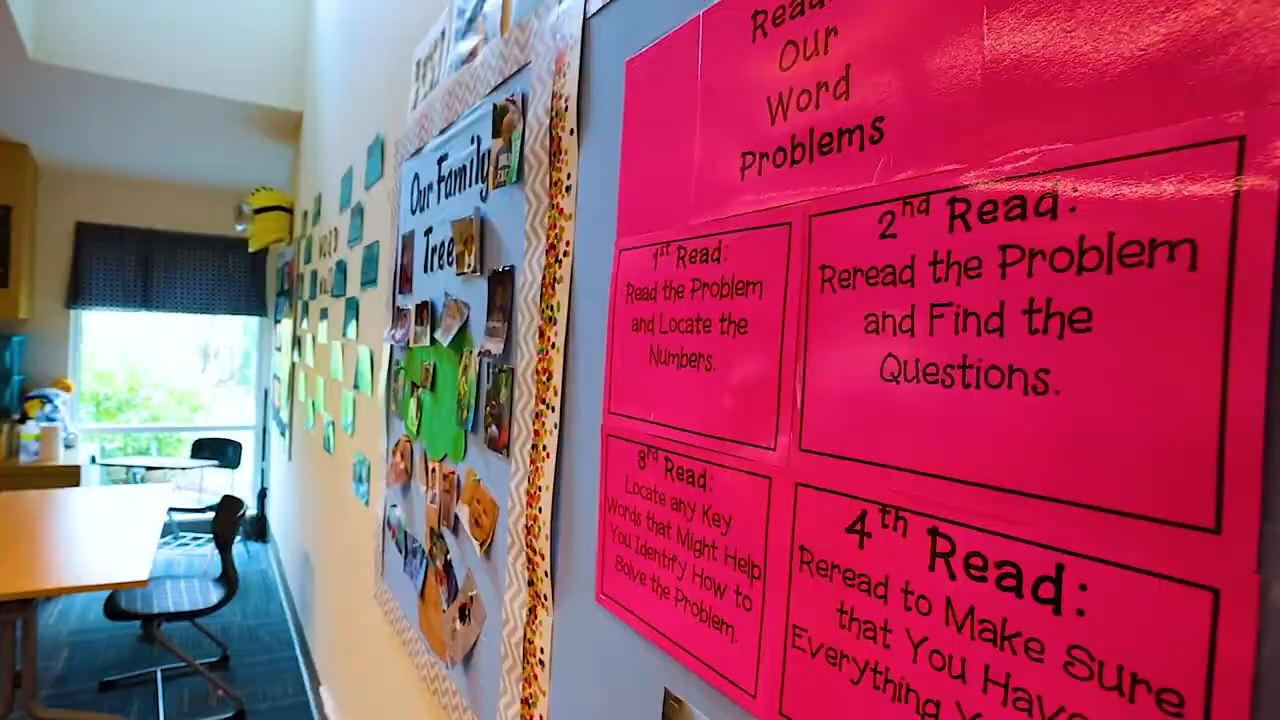 Our Family
Tree
WORD
Read
Our
Word
Problems
1st Read:
Read the Problem
and Locate the
Numbers.
2nd Read:
Reread the Problem
and Find the
Questions.
3rd Read:
Locate any Key
Words that Might Help
You Identify How to
Solve the Problem.
4th Read:
Reread to Make Sure
that You Have
Everything